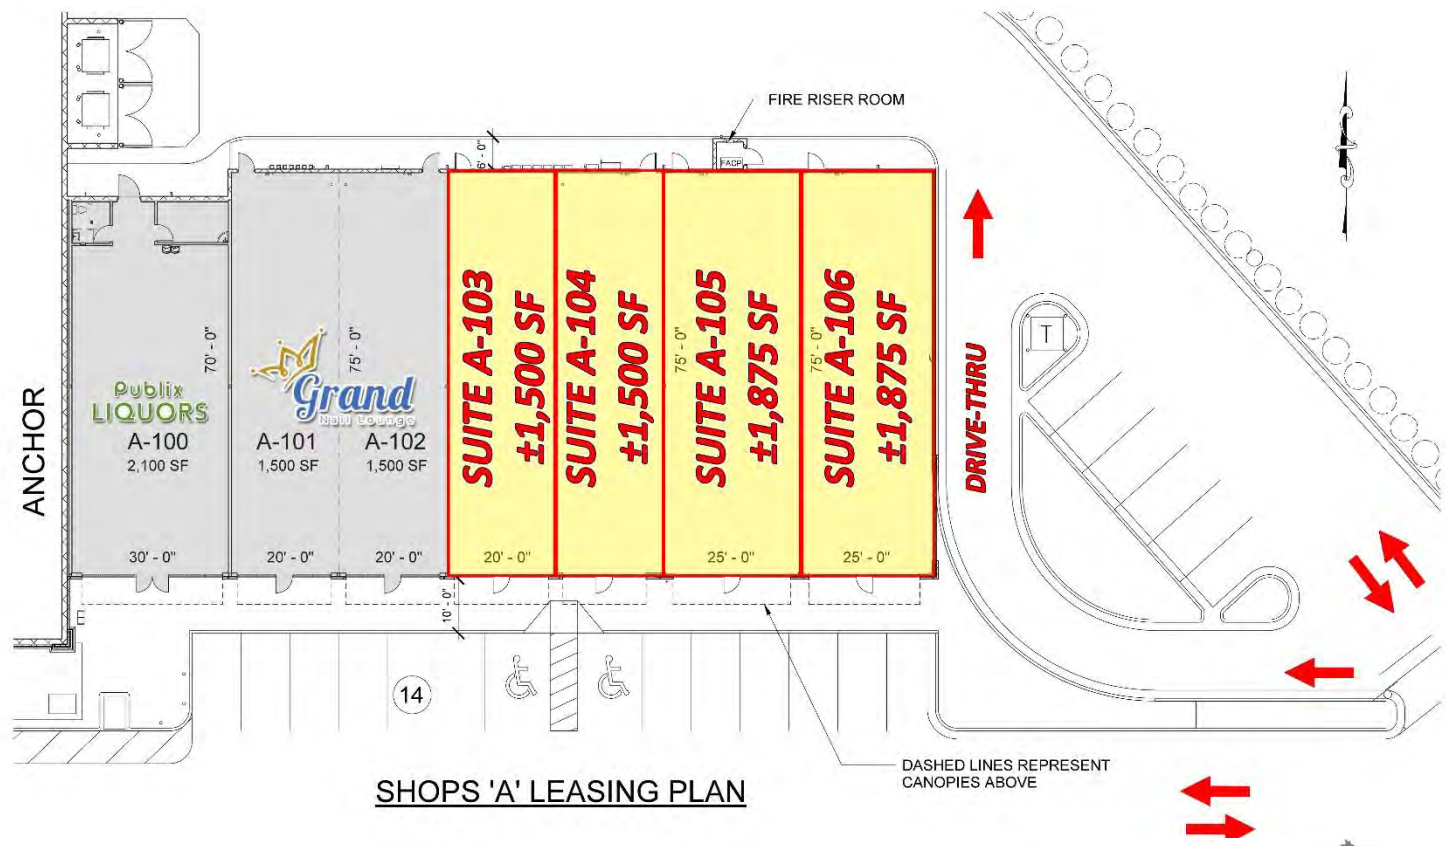 FIRE RISER ROOM
6' - 0"
FACP
ANCHOR
Publix
LIQUORS
A-100
2,100 SF
70' - 0"
30' - 0"
Grand
Nail Lounge
A-101
1,500 SF
20' - 0"
75' - 0"
A-102
1,500 SF
20' - 0"
SUITE A-103
±1,500 SF
20' - 0"
SUITE A-104
±1,500 SF
SUITE A-105
±1,875 SF
75' - 0"
25' - 0"
SUITE A-106
±1,875 SF
75' - 0"
25' - 0"
DRIVE-THRU
T
10' - 0"
14
DASHED LINES REPRESENT
CANOPIES ABOVE
SHOPS 'A' LEASING PLAN